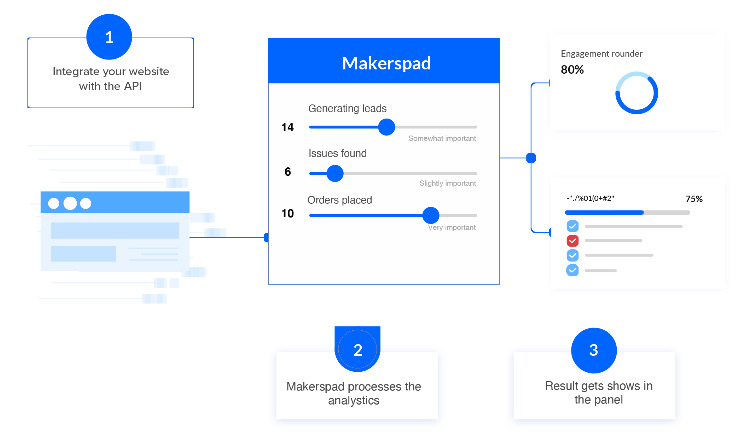 1
Integrate your website
with the API
Makerspad
Generating leads
14
Somewhat important
Issues found
6
Slightly important
Orders placed
10
Very important
Engagement rounder
80%
-*./%01(0+#2*
75%
2
Makerspad processes the
analystics
3
Result gets shows in
the panel